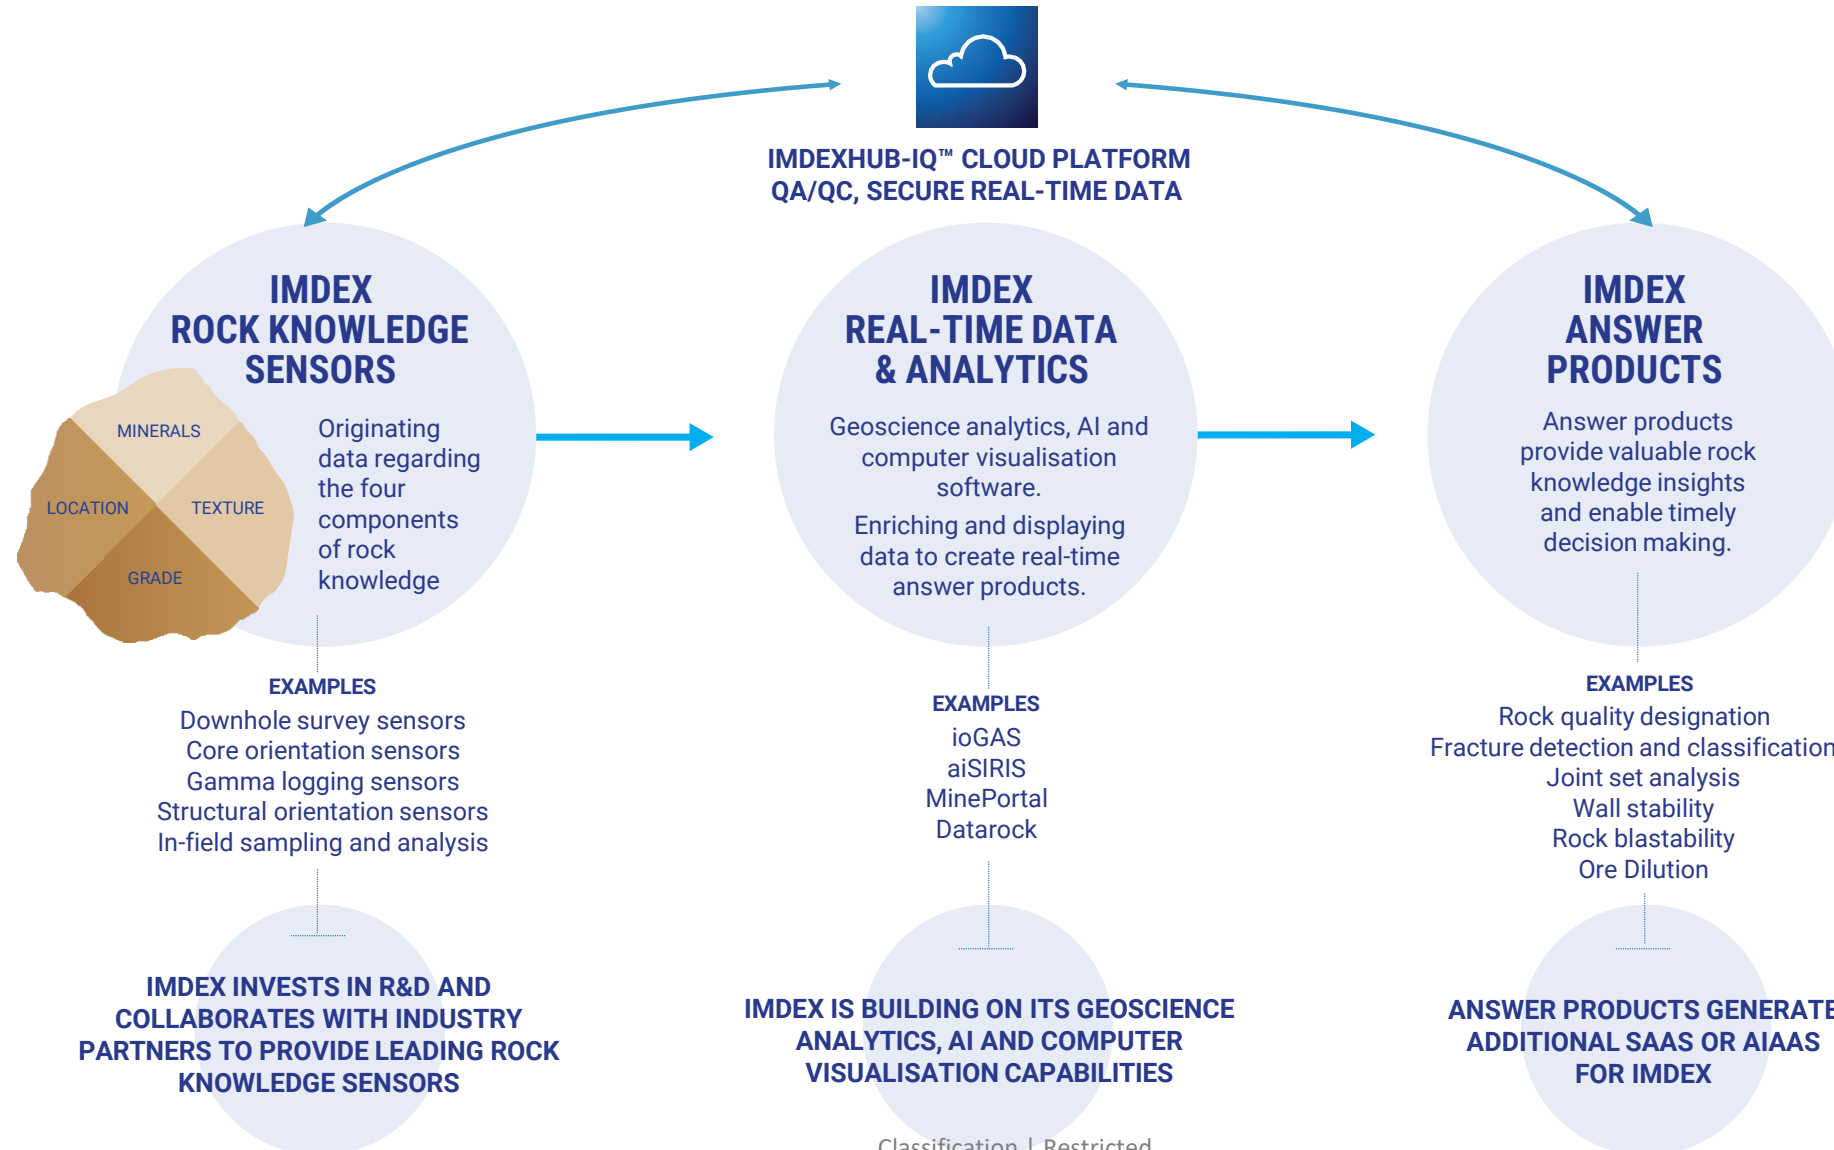 IMDEXHUB-IQ™ CLOUD PLATFORM
QA/QC, SECURE REAL-TIME DATA
IMDEX
ROCK KNOWLEDGE
SENSORS
MINERALS
LOCATION
TEXTURE
GRADE
Originating
data regarding
the four
components
of rock
knowledge
EXAMPLES
Downhole survey sensors
Core orientation sensors
Gamma logging sensors
Structural orientation sensors
In-field sampling and analysis
IMDEX INVESTS IN R&D AND
COLLABORATES WITH INDUSTRY
PARTNERS TO PROVIDE LEADING ROCK
KNOWLEDGE SENSORS
IMDEX
REAL-TIME DATA
& ANALYTICS
Geoscience analytics, AI and
computer visualisation
software.
Enriching and displaying
data to create real-time
answer products.
EXAMPLES
ioGAS
aiSIRIS
MinePortal
Datarock
IMDEX IS BUILDING ON ITS GEOSCIENCE
ANALYTICS, AI AND COMPUTER
VISUALISATION CAPABILITIES
IMDEX
ANSWER
PRODUCTS
Answer products
provide valuable rock
knowledge insights
and enable timely
decision making.
EXAMPLES
Rock quality designation
Fracture detection and classification
Joint set analysis
Wall stability
Rock blastability
Ore Dilution
ANSWER PRODUCTS GENERATE
ADDITIONAL SAAS OR AIAAS
FOR IMDEX
Classification | Restricted